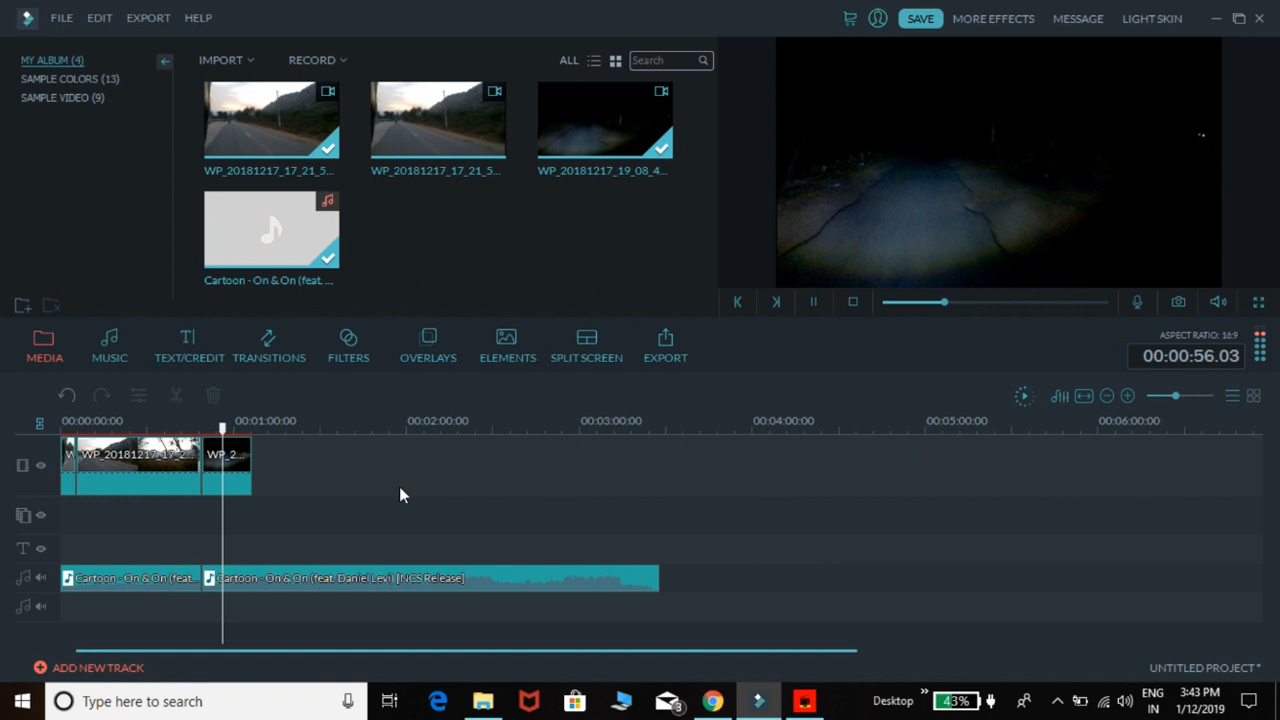 FILE EDIT EXPORT HELP
SAVE MORE EFFECTS MESSAGE LIGHT SKIN
MY ALBUM (4)
SAMPLE COLORS (13)
SAMPLE VIDEO (9)
IMPORT RECORD ALL Search
WP_20181217_17_21_5... WP_20181217_17_21_5... WP_20181217_19_08_4...
Cartoon - On & On (feat. ...
MEDIA MUSIC TEXT/CREDIT TRANSITIONS FILTERS OVERLAYS ELEMENTS SPLIT SCREEN EXPORT
ASPECT RATIO: 16:9
00:00:56.03
00:00:00:00 00:01:00:00 00:02:00:00 00:03:00:00 00:04:00:00 00:05:00:00 00:06:00:00
W WP_20181217_17_2... WP_2...
T
Cartoon - On & On (feat... Cartoon - On & On (feat. Daniel Levi) [NCS Release]
ADD NEW TRACK
UNTITLED PROJECT*
Type here to search
3
Desktop
43%
ENG
IN
3:43 PM
1/12/2019